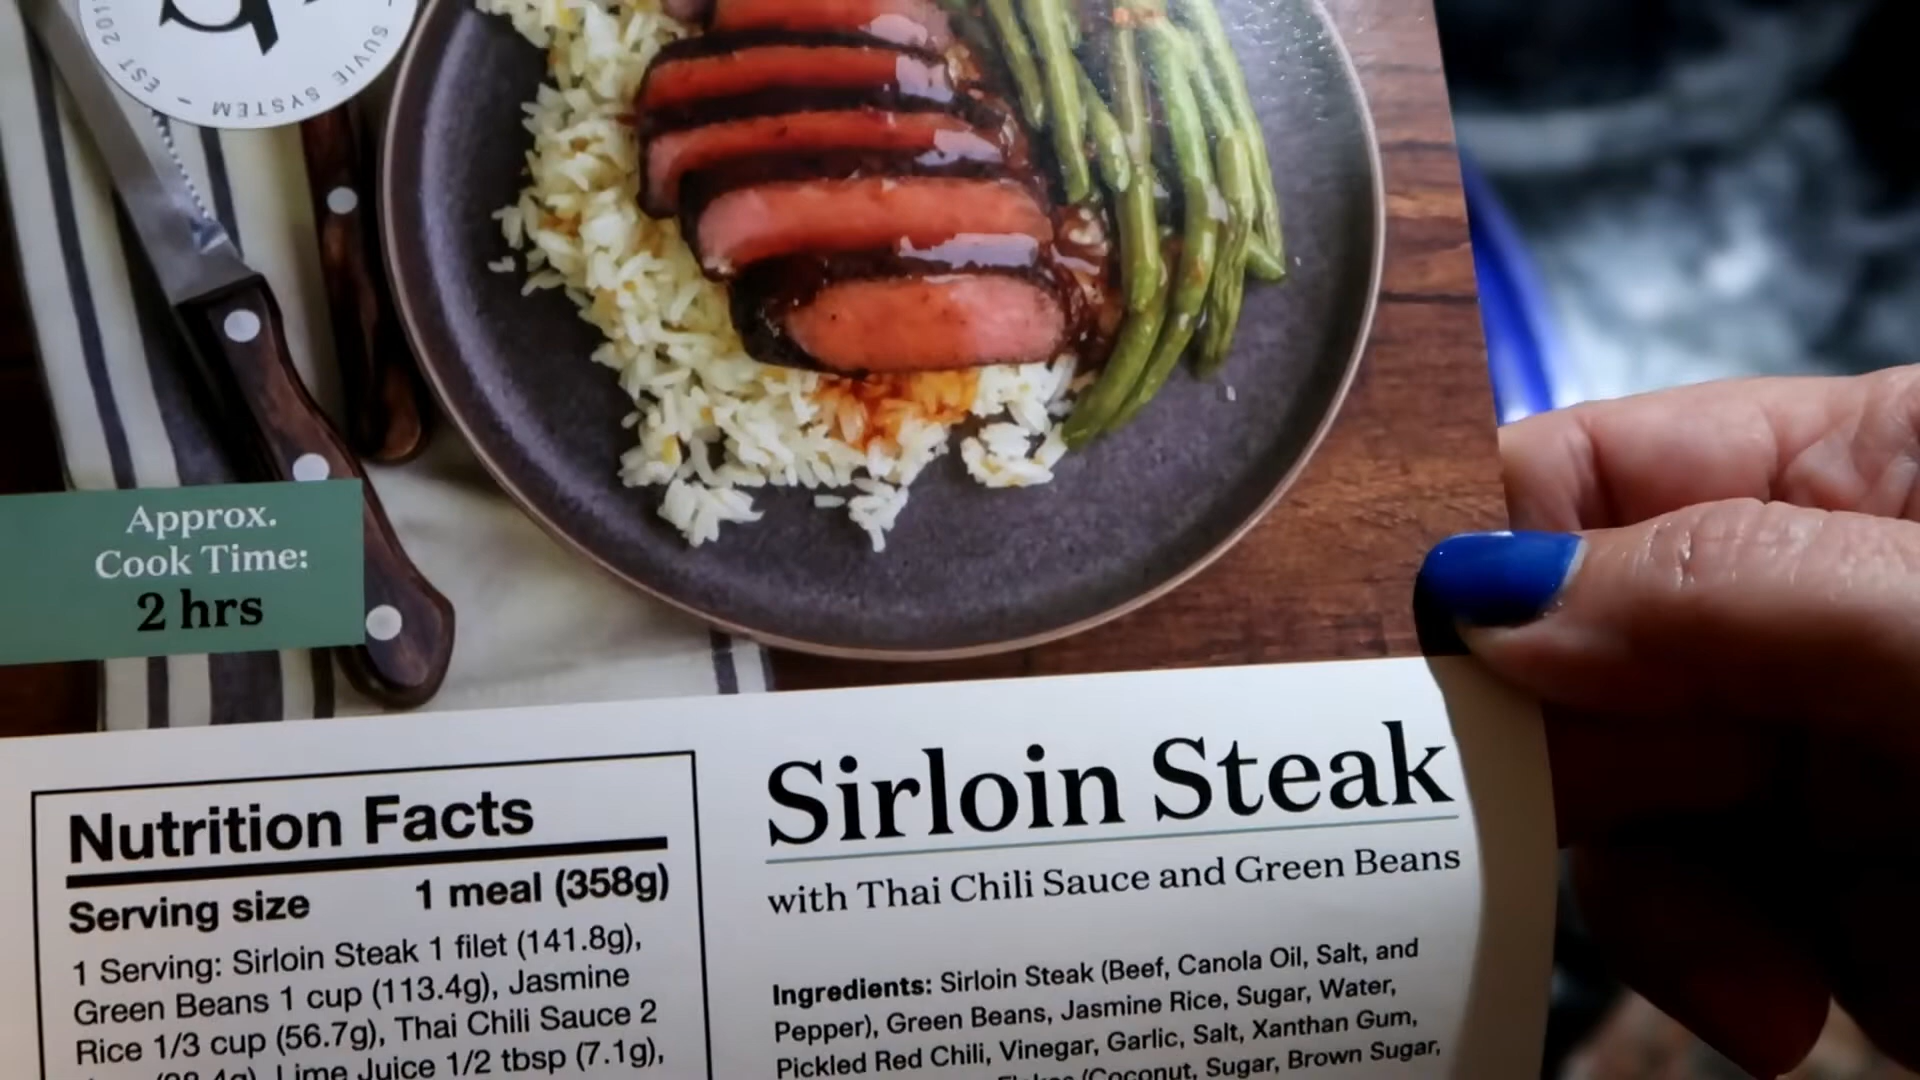 EST 201
SUVIE SYSTEM
Approx.
Cook Time:
2 hrs
Nutrition Facts
Serving size 1 meal (358g)
1 Serving: Sirloin Steak 1 filet (141.8g),
Green Beans 1 cup (113.4g), Jasmine
Rice 1/3 cup (56.7g), Thai Chili Sauce 2
Lime Juice 1/2 tbsp (7.1g),
Sirloin Steak
with Thai Chili Sauce and Green Beans
Ingredients: Sirloin Steak (Beef, Canola Oil, Salt, and
Pepper), Green Beans, Jasmine Rice, Sugar, Water,
Pickled Red Chili, Vinegar, Garlic, Salt, Xanthan Gum,
(Coconut, Sugar, Brown Sugar,